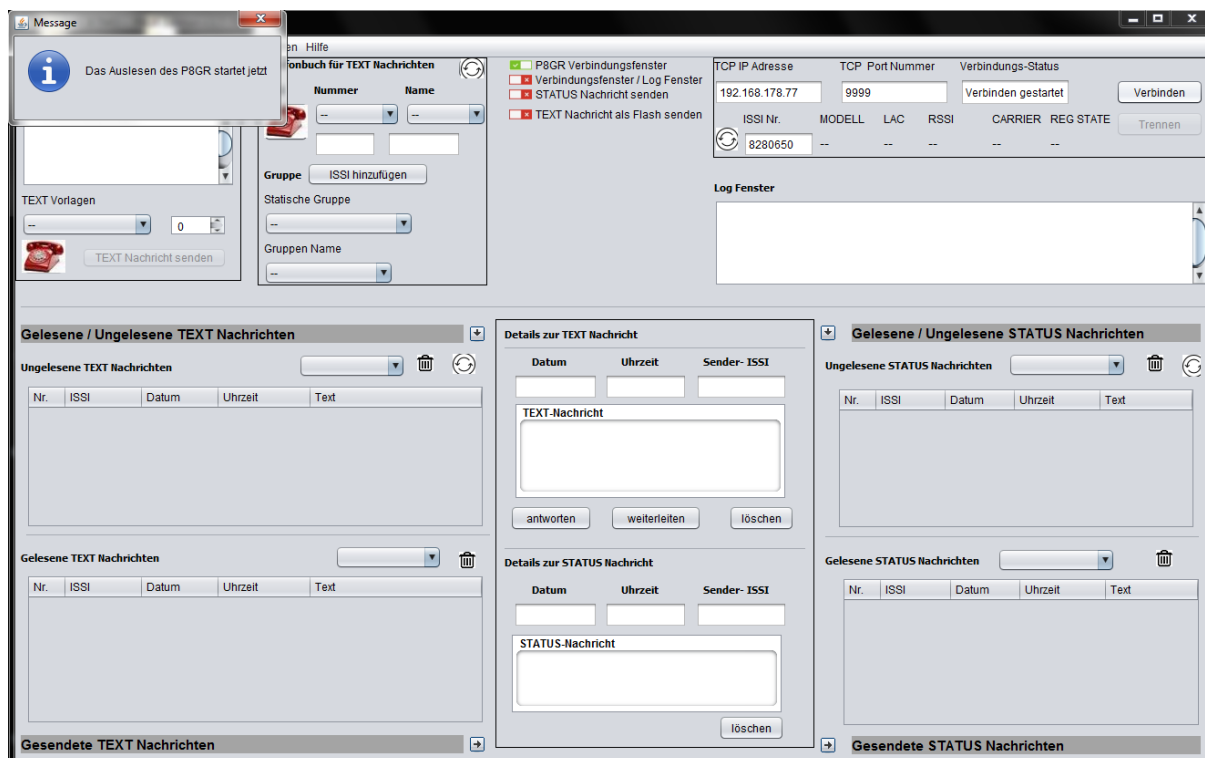 Message
Das Auslesen des P8GR startet jetzt
en Hilfe
fonbuch für TEXT Nachrichten
Nummer Name
-- --
Gruppe ISSI hinzufügen
Statische Gruppe
--
Gruppen Name
--
TEXT Vorlagen
-- 0
TEXT Nachricht senden
P8GR Verbindungsfenster
Verbindungsfenster / Log Fenster
STATUS Nachricht senden
TEXT Nachricht als Flash senden
TCP IP Adresse TCP Port Nummer Verbindungs-Status
192.168.178.77 9999 Verbinden gestartet Verbinden
ISSI Nr. MODELL LAC RSSI CARRIER REG STATE Trennen
8280650 -- -- -- -- --
Log Fenster
Gelesene / Ungelesene TEXT Nachrichten
Ungelesene TEXT Nachrichten
Nr. ISSI Datum Uhrzeit Text
Gelesene TEXT Nachrichten
Nr. ISSI Datum Uhrzeit Text
Gesendete TEXT Nachrichten
Details zur TEXT Nachricht
Datum Uhrzeit Sender- ISSI
TEXT-Nachricht
antworten weiterleiten löschen
Details zur STATUS Nachricht
Datum Uhrzeit Sender- ISSI
STATUS-Nachricht
löschen
Gelesene / Ungelesene STATUS Nachrichten
Ungelesene STATUS Nachrichten
Nr. ISSI Datum Uhrzeit Text
Gelesene STATUS Nachrichten
Nr. ISSI Datum Uhrzeit Text
Gesendete STATUS Nachrichten